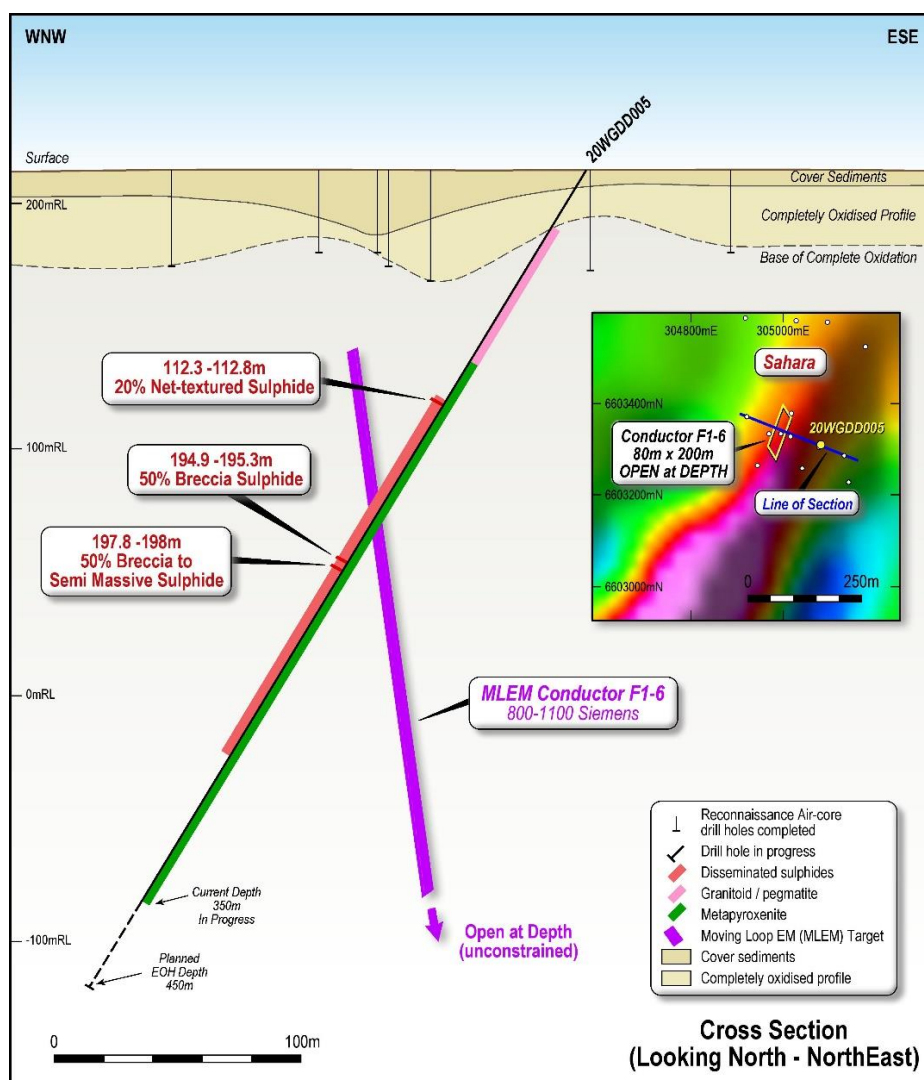 WNW
ESE
20WGDD005
Surface
Cover Sediments
200mRL
Completely Oxidised Profile
Base of Complete Oxidation
112.3 -112.8m
20% Net-textured Sulphide
100mRL
194.9 -195.3m
50% Breccia Sulphide
197.8 -198m
50% Breccia to
Semi Massive Sulphide
304800mE
305000mE
Sahara
6603400mN
20WGDD005
Conductor F1-6
80m x 200m
OPEN at DEPTH
6603200mN
Line of Section
6603000mN
0
250m
0mRL
MLEM Conductor F1-6
800-1100 Siemens
Current Depth
350m
In Progress
-100mRL
Open at Depth
(unconstrained)
Planned
EOH Depth
450m
Reconnaissance Air-core
drill holes completed
Drill hole in progress
Disseminated sulphides
Granitoid / pegmatite
Metapyroxenite
Moving Loop EM (MLEM) Target
Cover sediments
Completely oxidised profile
0
100m
Cross Section
(Looking North - NorthEast)